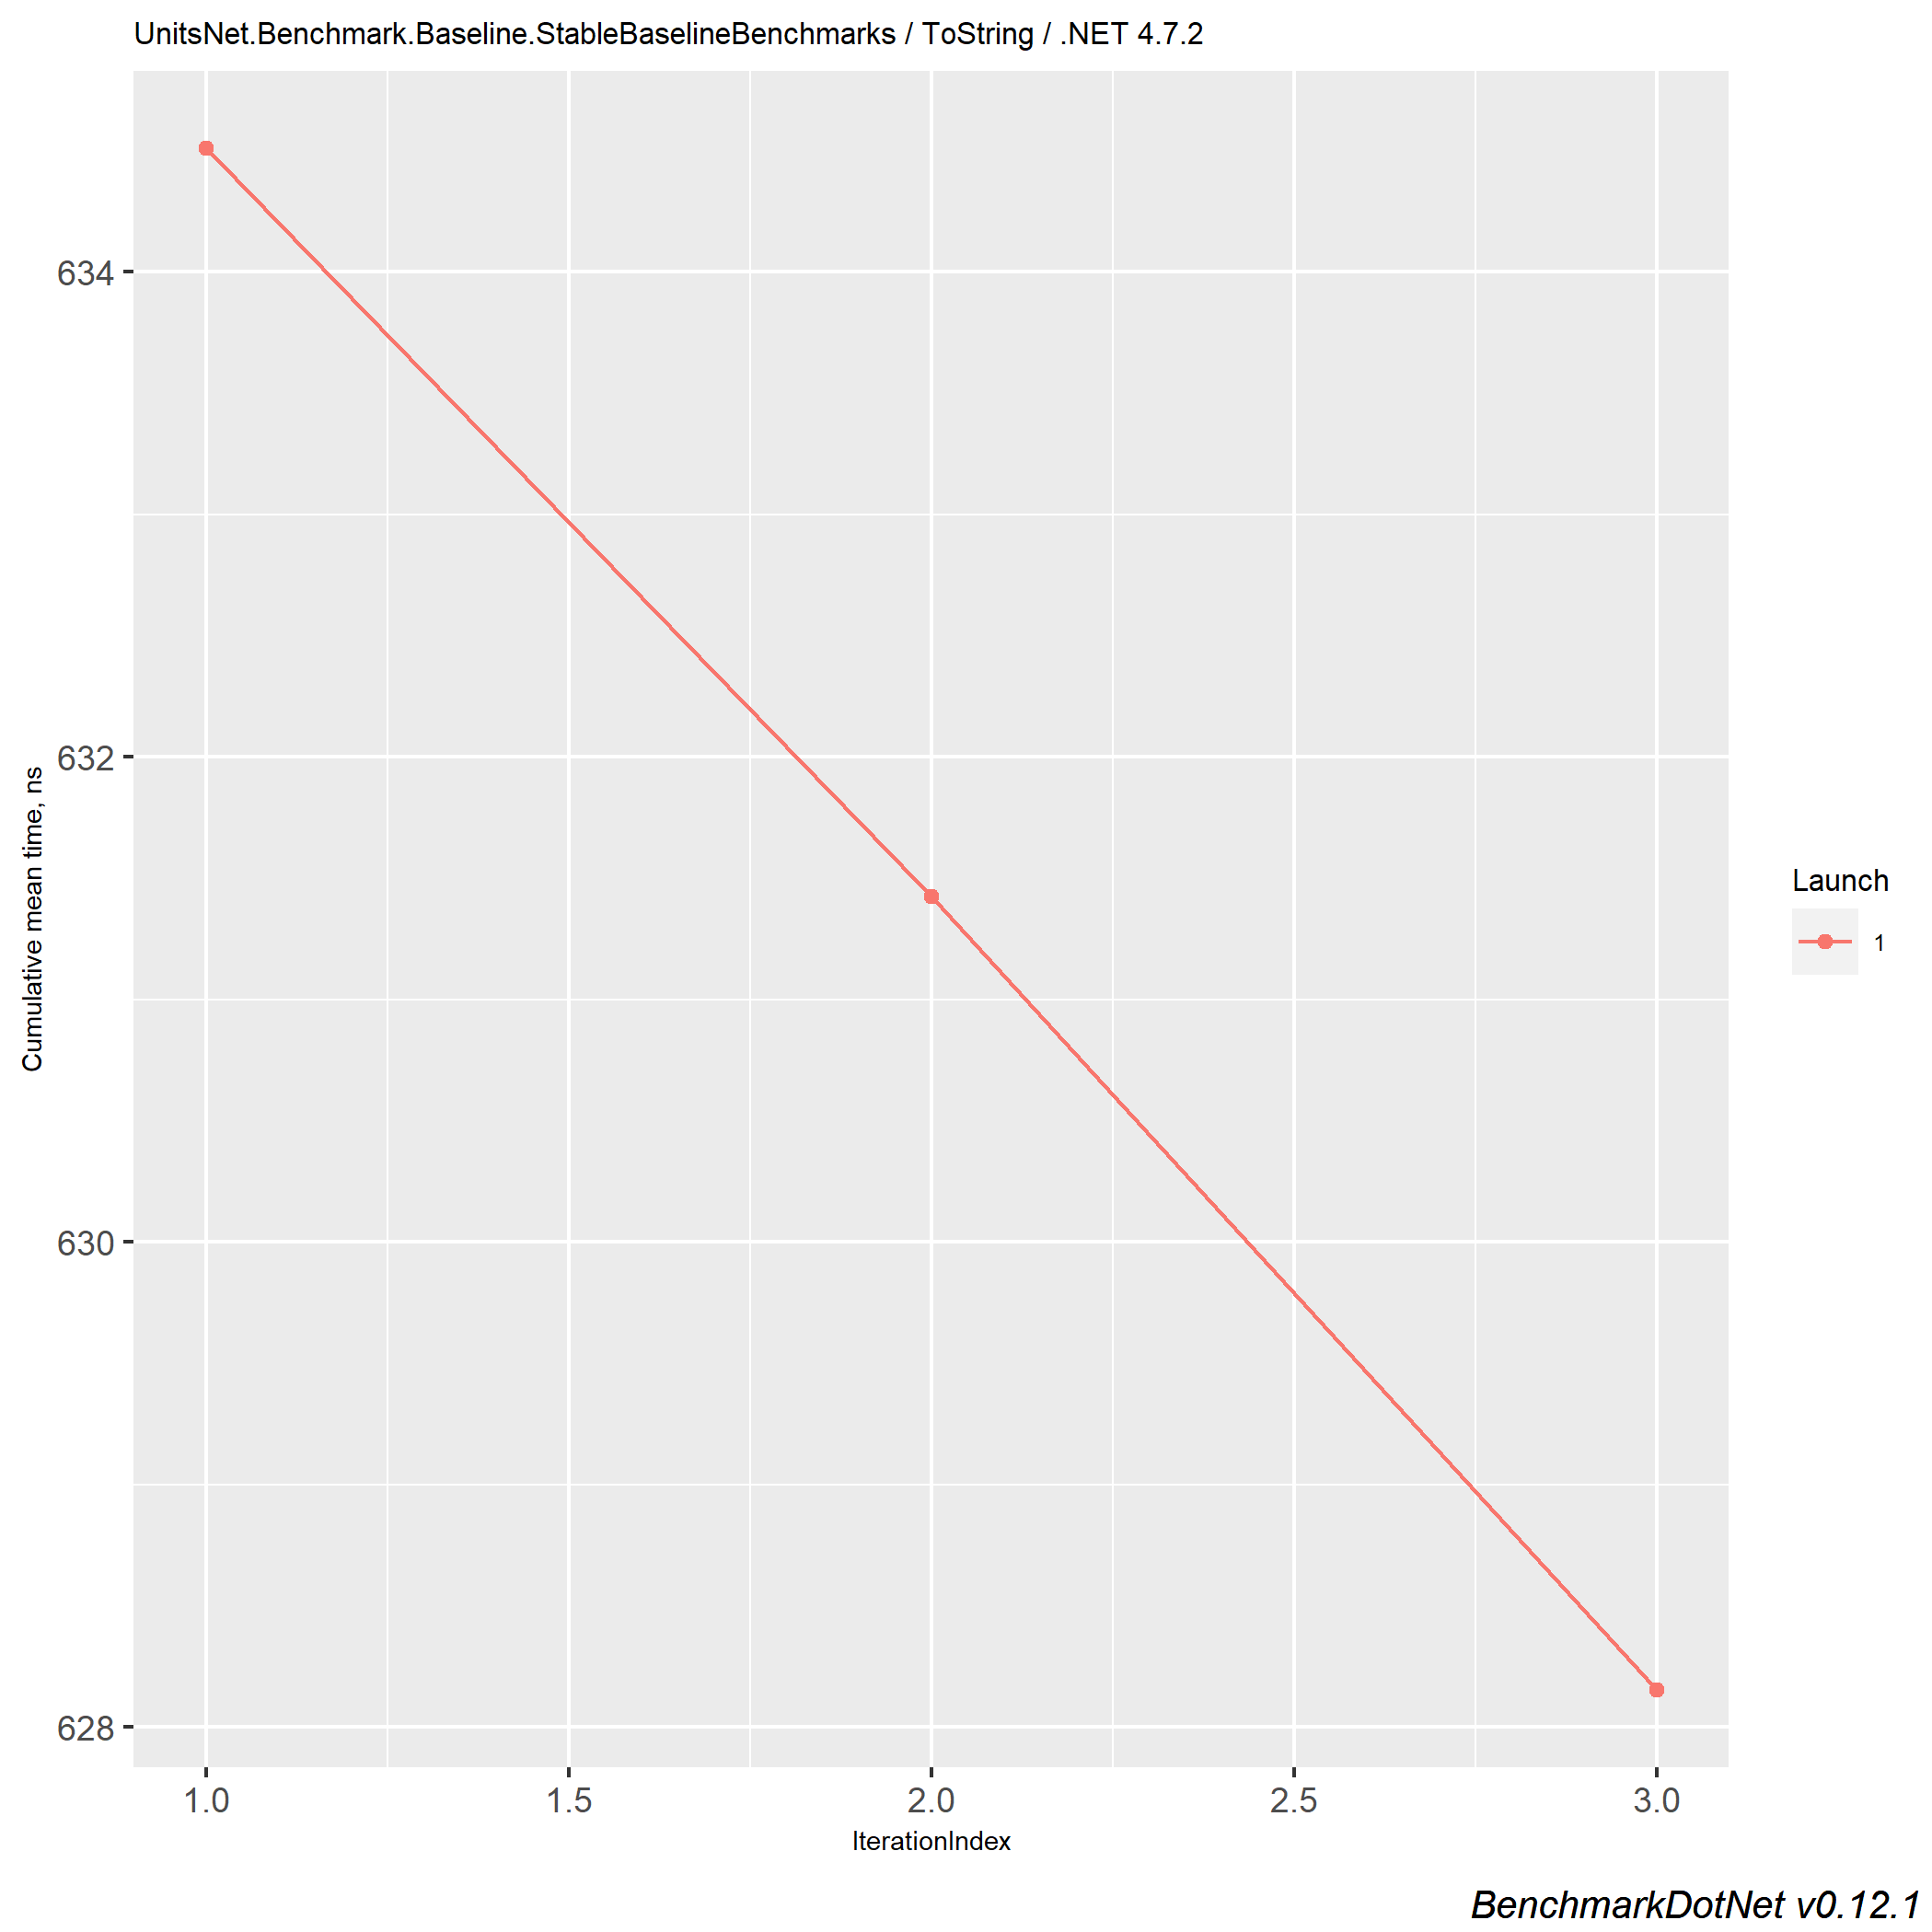 UnitsNet.Benchmark.Baseline.StableBaselineBenchmarks / ToString / .NET 4.7.2
634
632
630
628
Cumulative mean time, ns
1.0 1.5 2.0 2.5 3.0
IterationIndex
Launch
1
BenchmarkDotNet v0.12.1